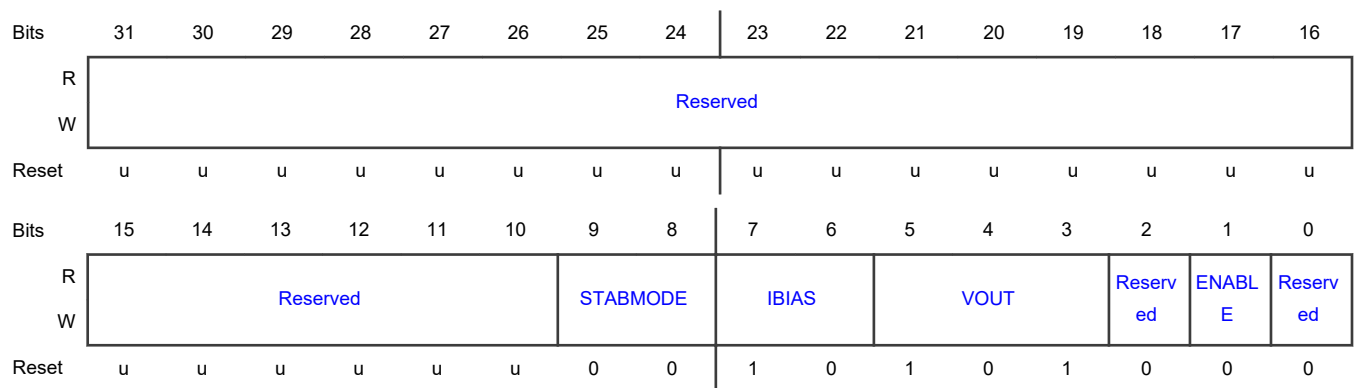 Bits 31 30 29 28 27 26 25 24 23 22 21 20 19 18 17 16
R
Reserved
W
Reset u u u u u u u u u u u u u u u u
Bits 15 14 13 12 11 10 9 8 7 6 5 4 3 2 1 0
R
Reserved STABMODE IBIAS VOUT Reserv ENABL Reserv
ed E ed
W
Reset u u u u u u 0 0 1 0 1 0 1 0 0 0